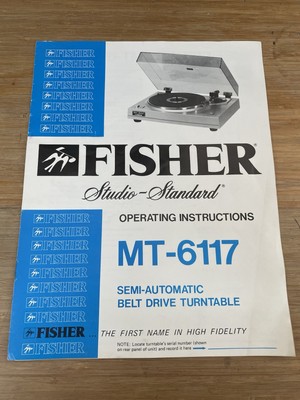 FISHER
FISHER
FISHER
FISHER
FISHER
FISHER
FISHER
FISHER
FISHER®
Studio-Standard®
OPERATING INSTRUCTIONS
MT-6117
SEMI-AUTOMATIC
BELT DRIVE TURNTABLE
FISHER
FISHER
FISHER
FISHER
FISHER
FISHER
FISHER
FISHER
FISHER THE FIRST NAME IN HIGH FIDELITY
FISHER
NOTE: Locate turntable's serial number (shown
on rear panel of unit) and record it here